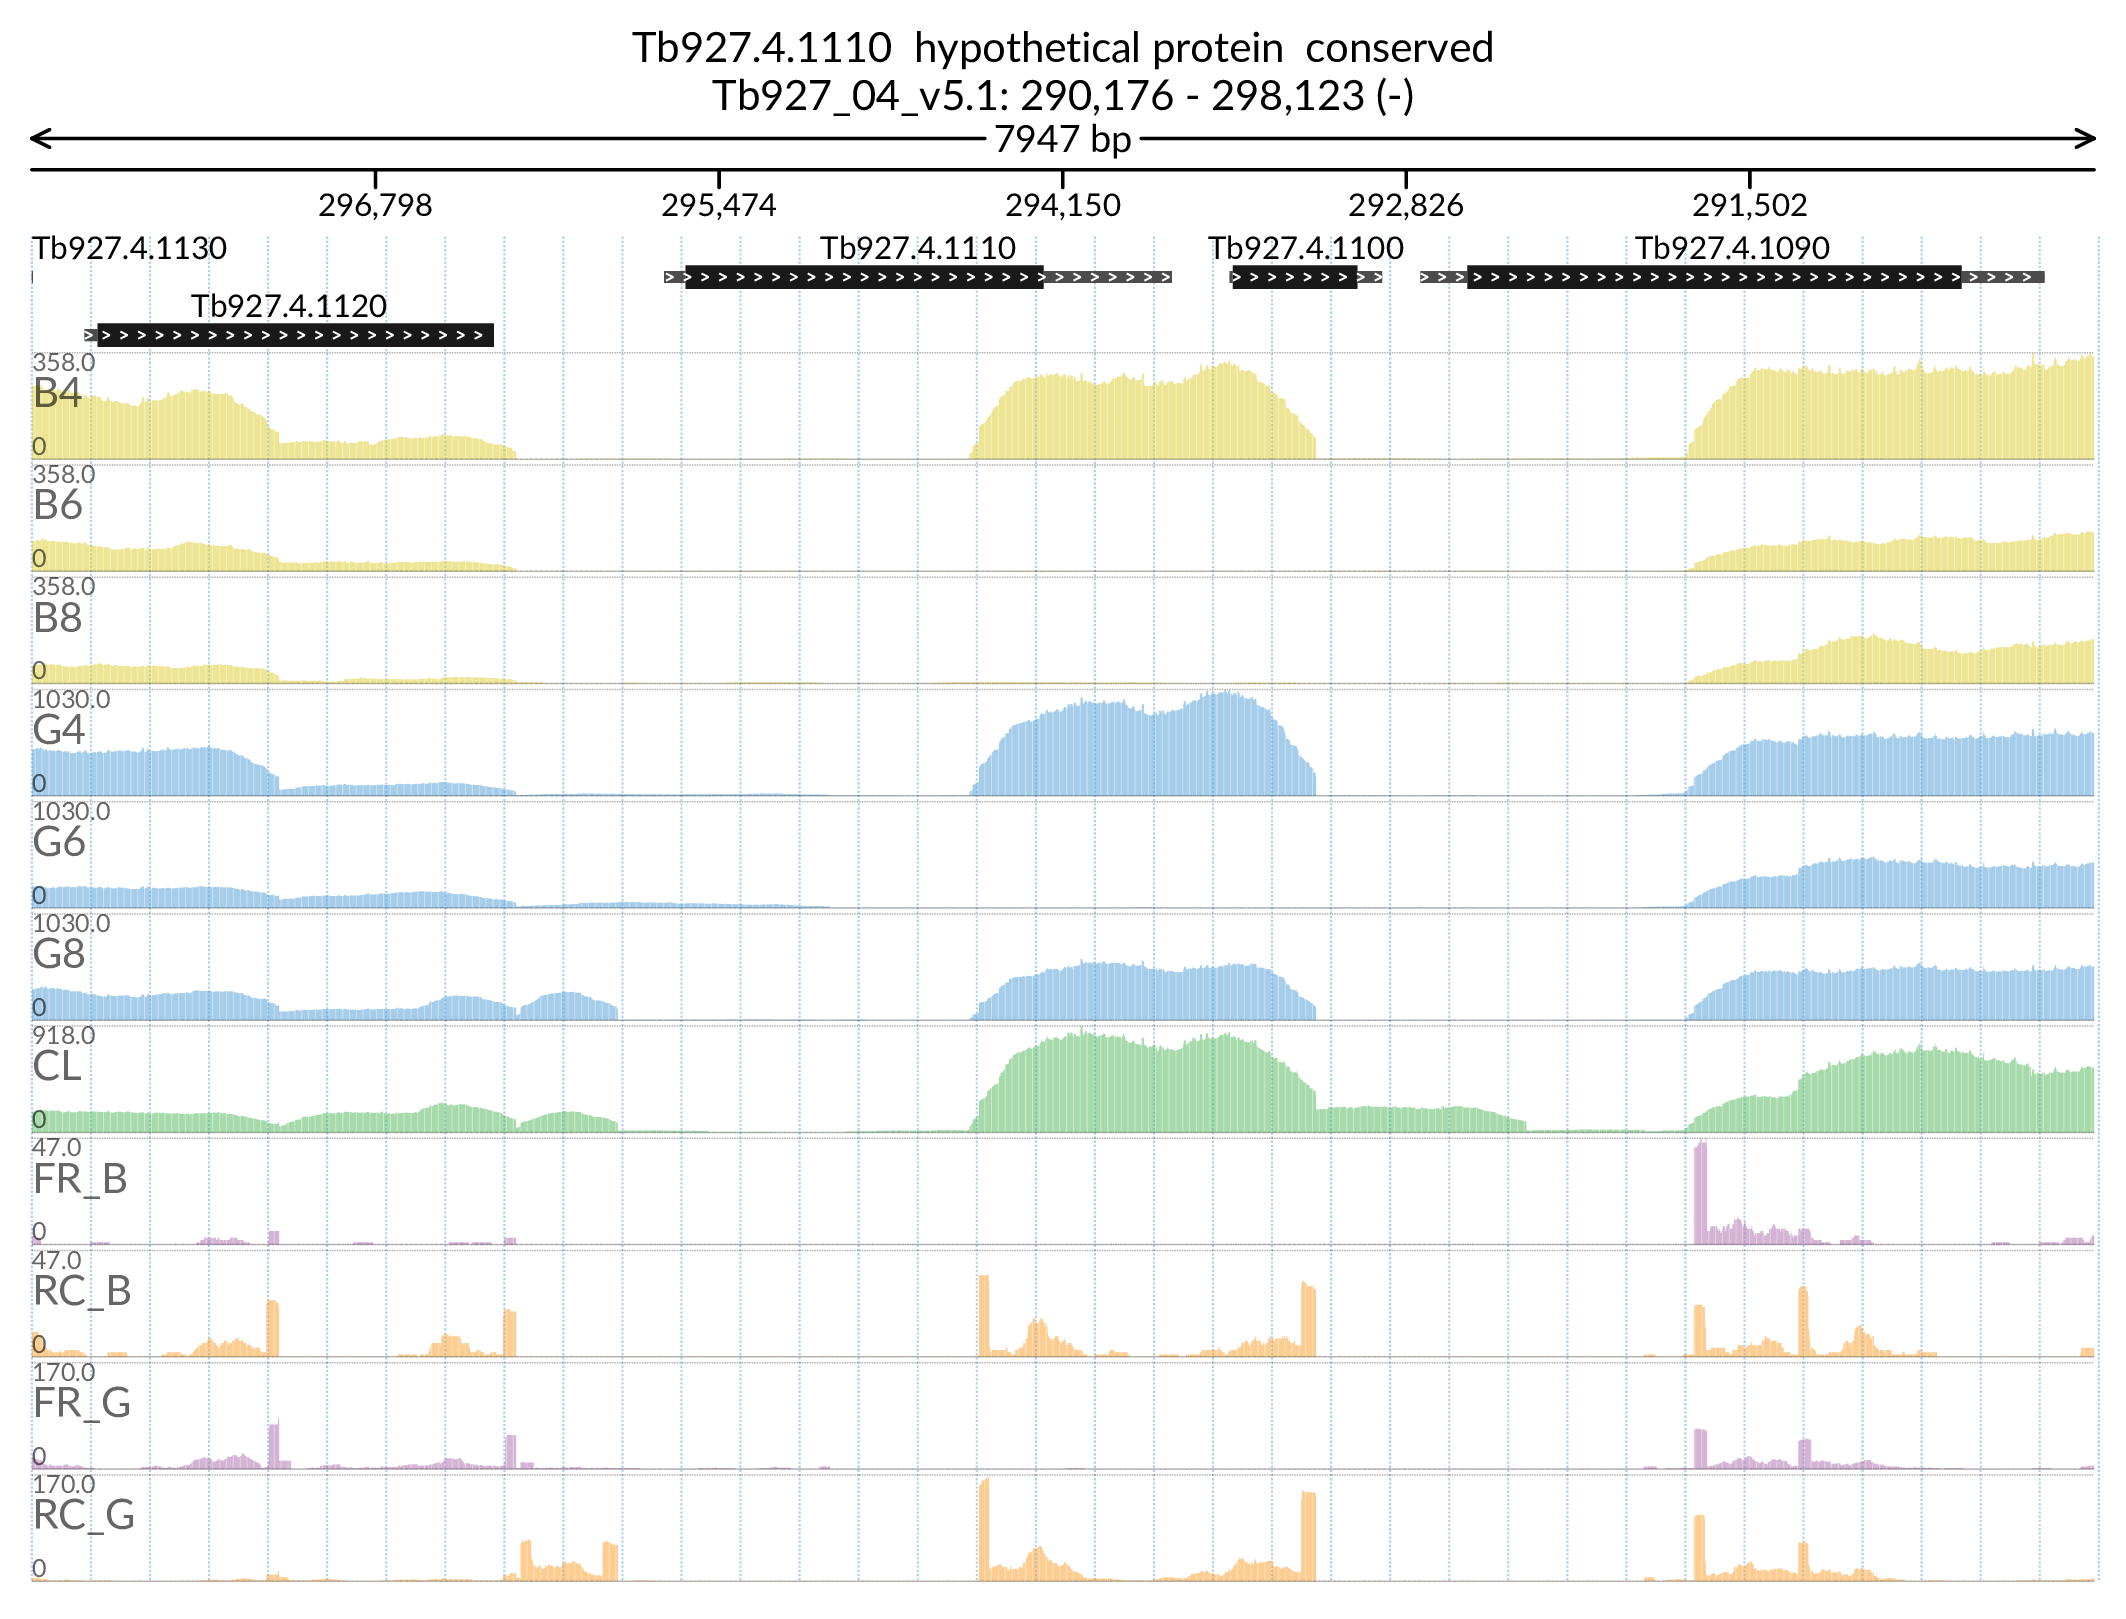 Tb927.4.1110  hypothetical protein  conserved
Tb927_04_v5.1: 290,176 - 298,123 (-)
7947 bp
296,798 295,474 294,150 292,826 291,502
Tb927.4.1130 Tb927.4.1110 Tb927.4.1100 Tb927.4.1090
Tb927.4.1120
358.0
B4
0
358.0
B6
0
358.0
B8
0
1030.0
G4
0
1030.0
G6
0
1030.0
G8
0
918.0
CL
0
47.0
FR_B
0
47.0
RC_B
0
170.0
FR_G
0
170.0
RC_G
0